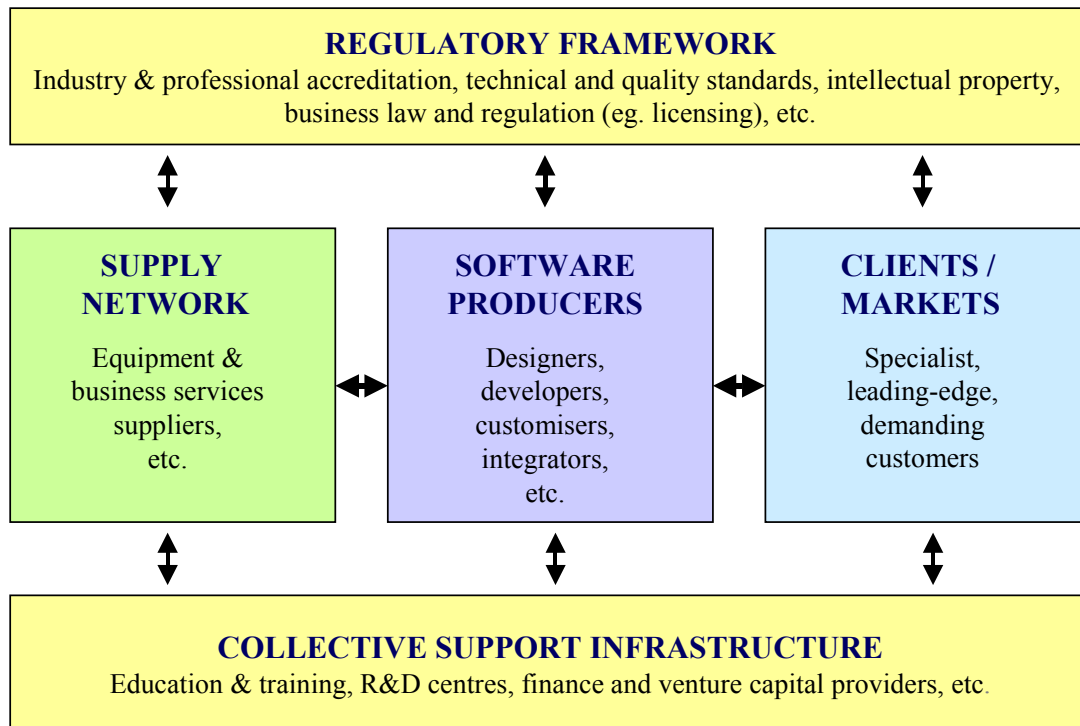 REGULATORY FRAMEWORK
Industry & professional accreditation, technical and quality standards, intellectual property,
business law and regulation (eg. licensing), etc.
SUPPLY
NETWORK
Equipment &
business services
suppliers,
etc.
SOFTWARE
PRODUCERS
Designers,
developers,
customisers,
integrators,
etc.
CLIENTS /
MARKETS
Specialist,
leading-edge,
demanding
customers
COLLECTIVE SUPPORT INFRASTRUCTURE
Education & training, R&D centres, finance and venture capital providers, etc.